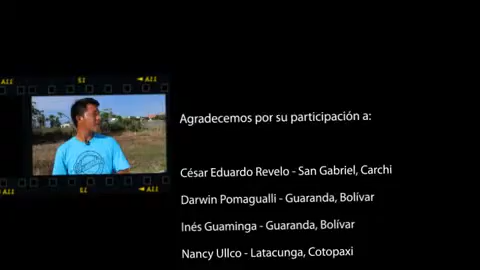 Agradecemos por su participación a:
César Eduardo Revelo - San Gabriel, Carchi
Darwin Pomagualli - Guaranda, Bolívar
Inés Guaminga - Guaranda, Bolívar
Nancy Ullco - Latacunga, Cotopaxi